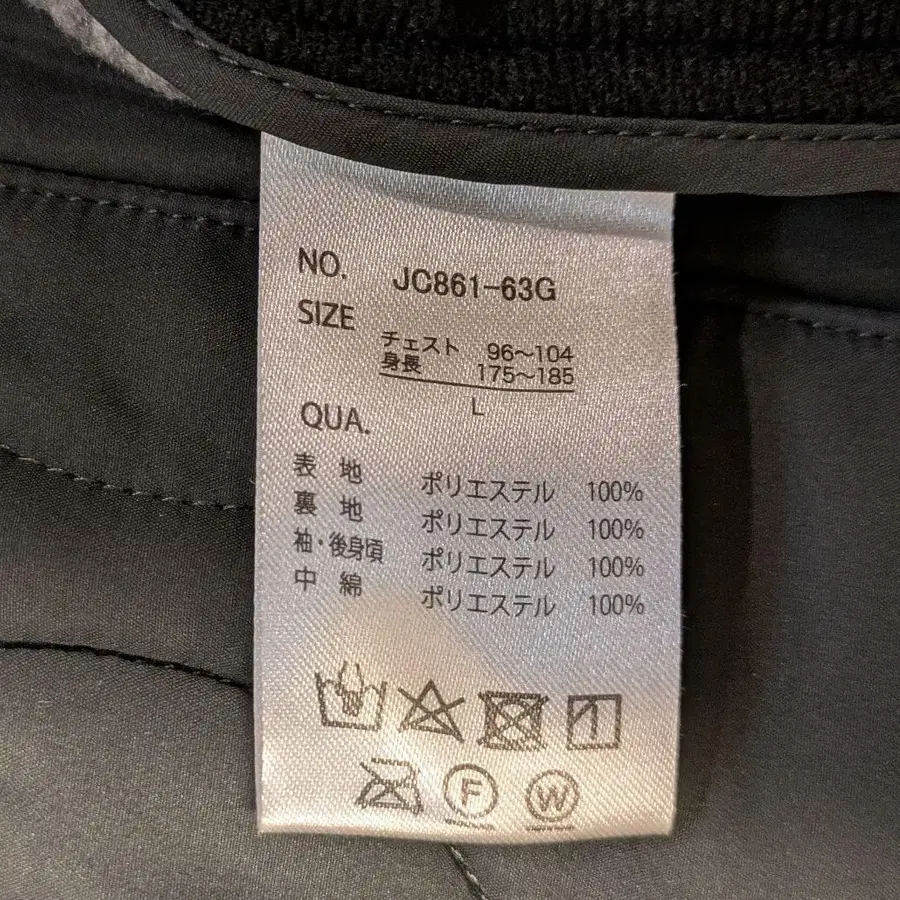 NO. JC861-63G
SIZE
チェスト 96～104
身長 175～185
L
QUA.
表 地 ポリエステル 100%
裏 地 ポリエステル 100%
袖・後身頃 ポリエステル 100%
中 綿 ポリエステル 100%
F W